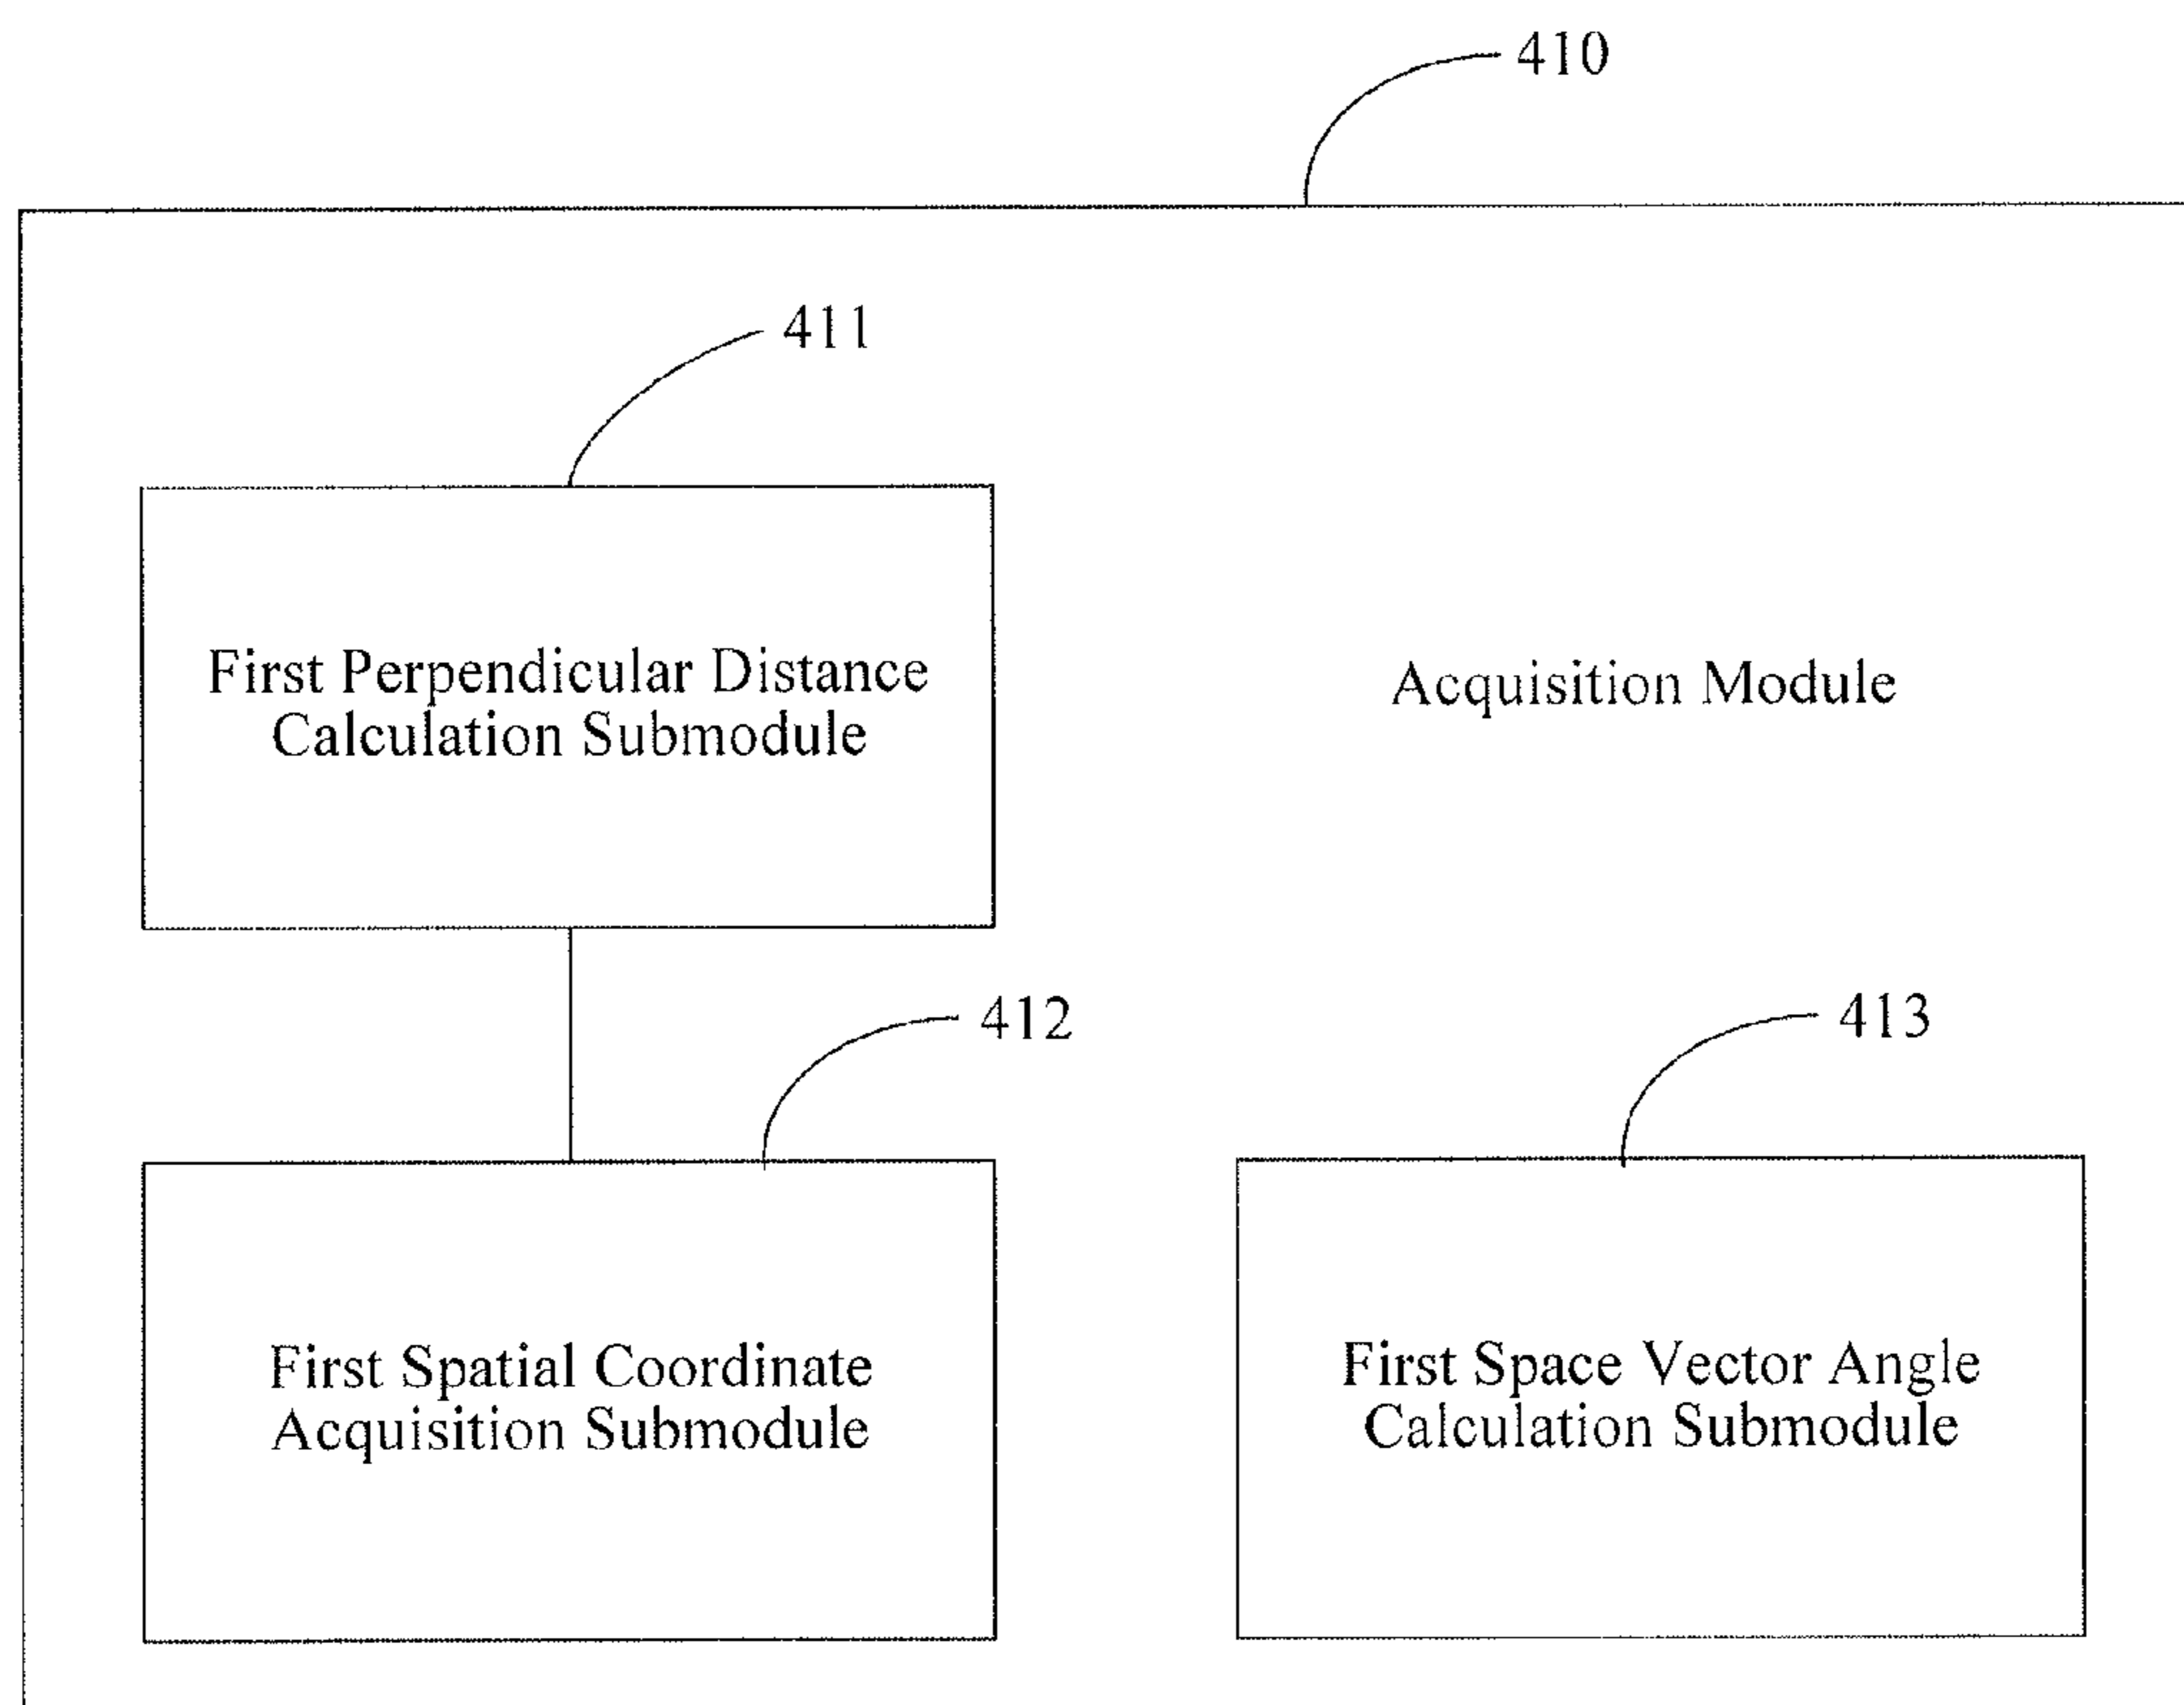 410
411
First Perpendicular Distance
Calculation Submodule
Acquisition Module
412
413
First Spatial Coordinate
Acquisition Submodule
First Space Vector Angle
Calculation Submodule